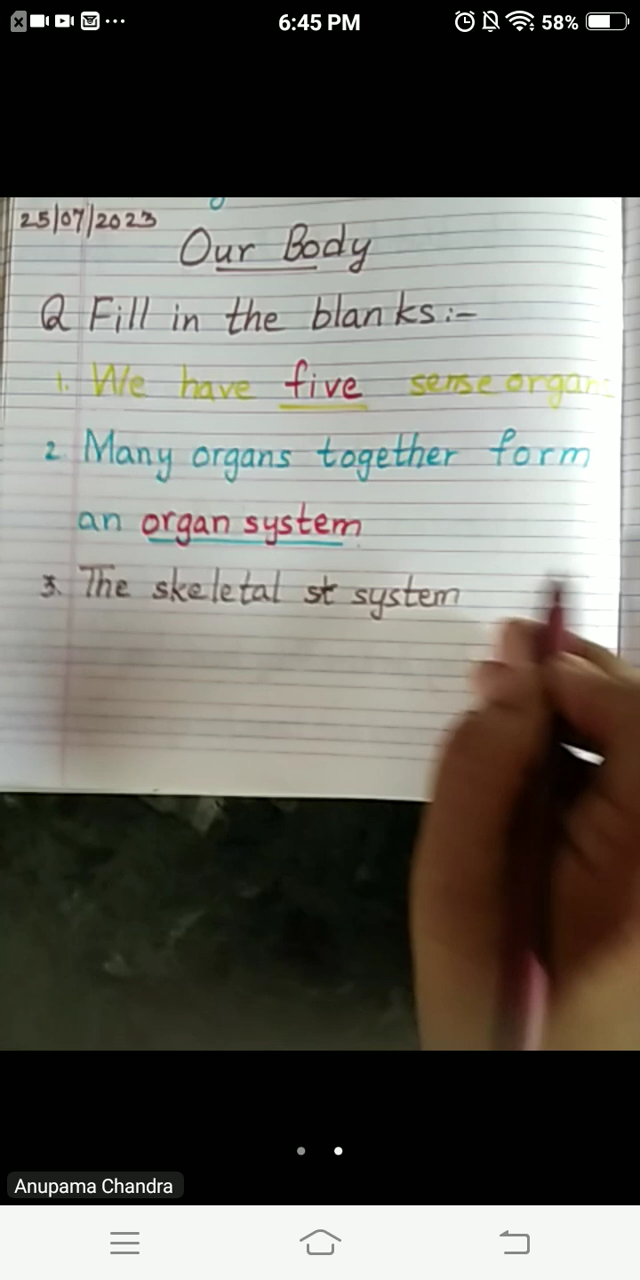 6:45 PM
58%
25/07/2023
Our Body
Q Fill in the blanks :-
1. We have five sense organs
2 Many organs together form
an organ system
3. The skeletal st system
Anupama Chandra